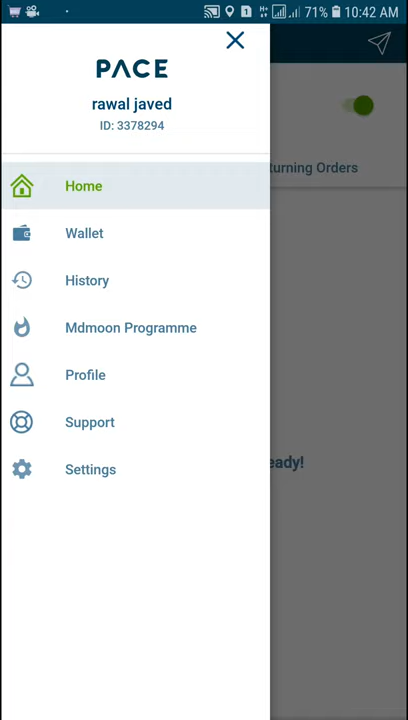 71% 10:42 AM
PACE
rawal javed
ID: 3378294
Home
turning Orders
Wallet
History
Mdmoon Programme
Profile
Support
eady!
Settings